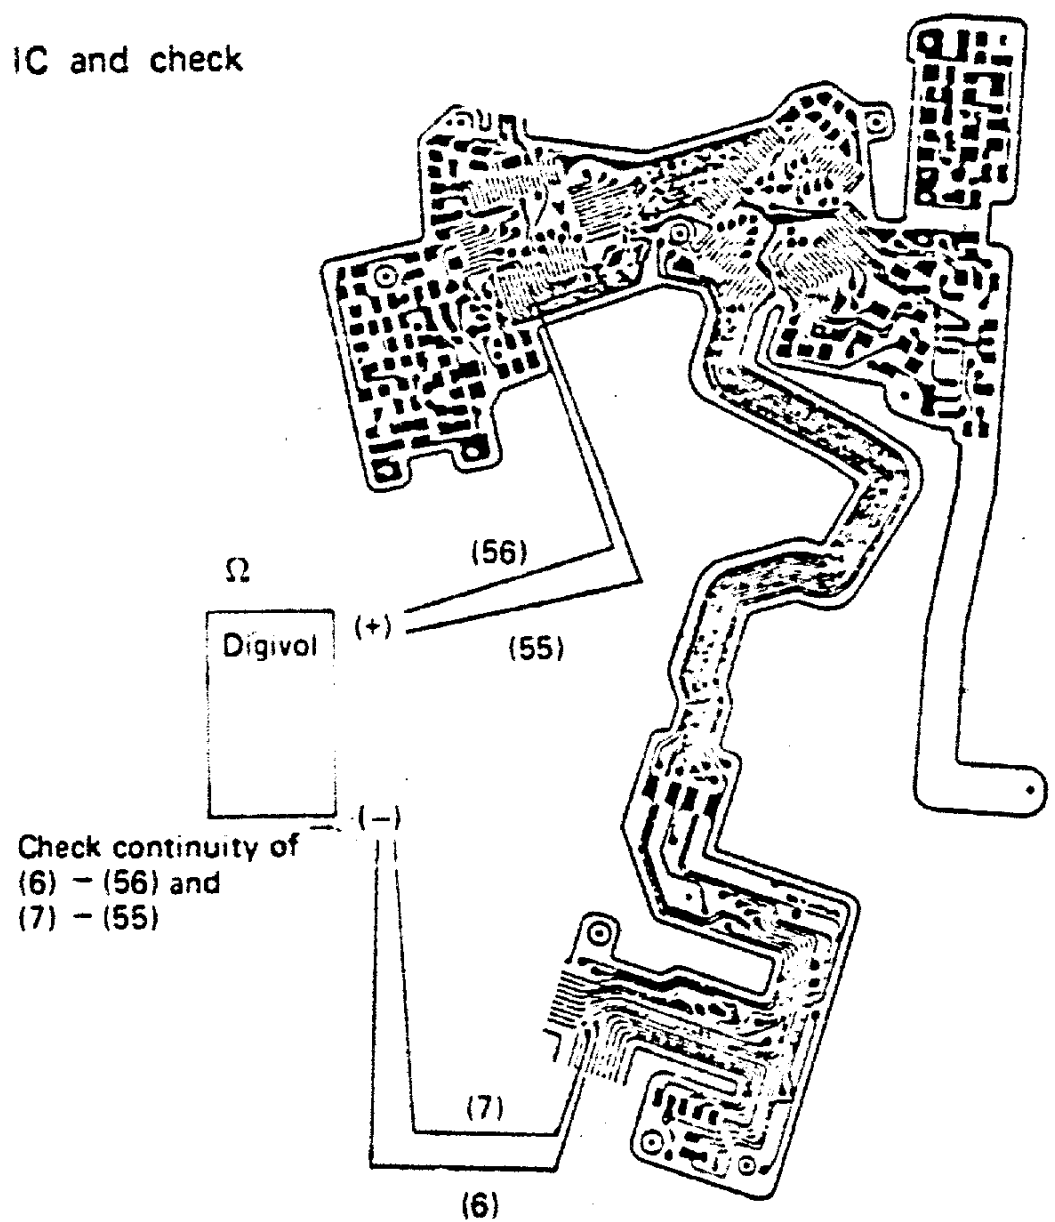 IC and check
(56)
Ω
(+)
Digivol
(55)
(−)
Check continuity of
(6) − (56) and
(7) − (55)
(7)
(6)